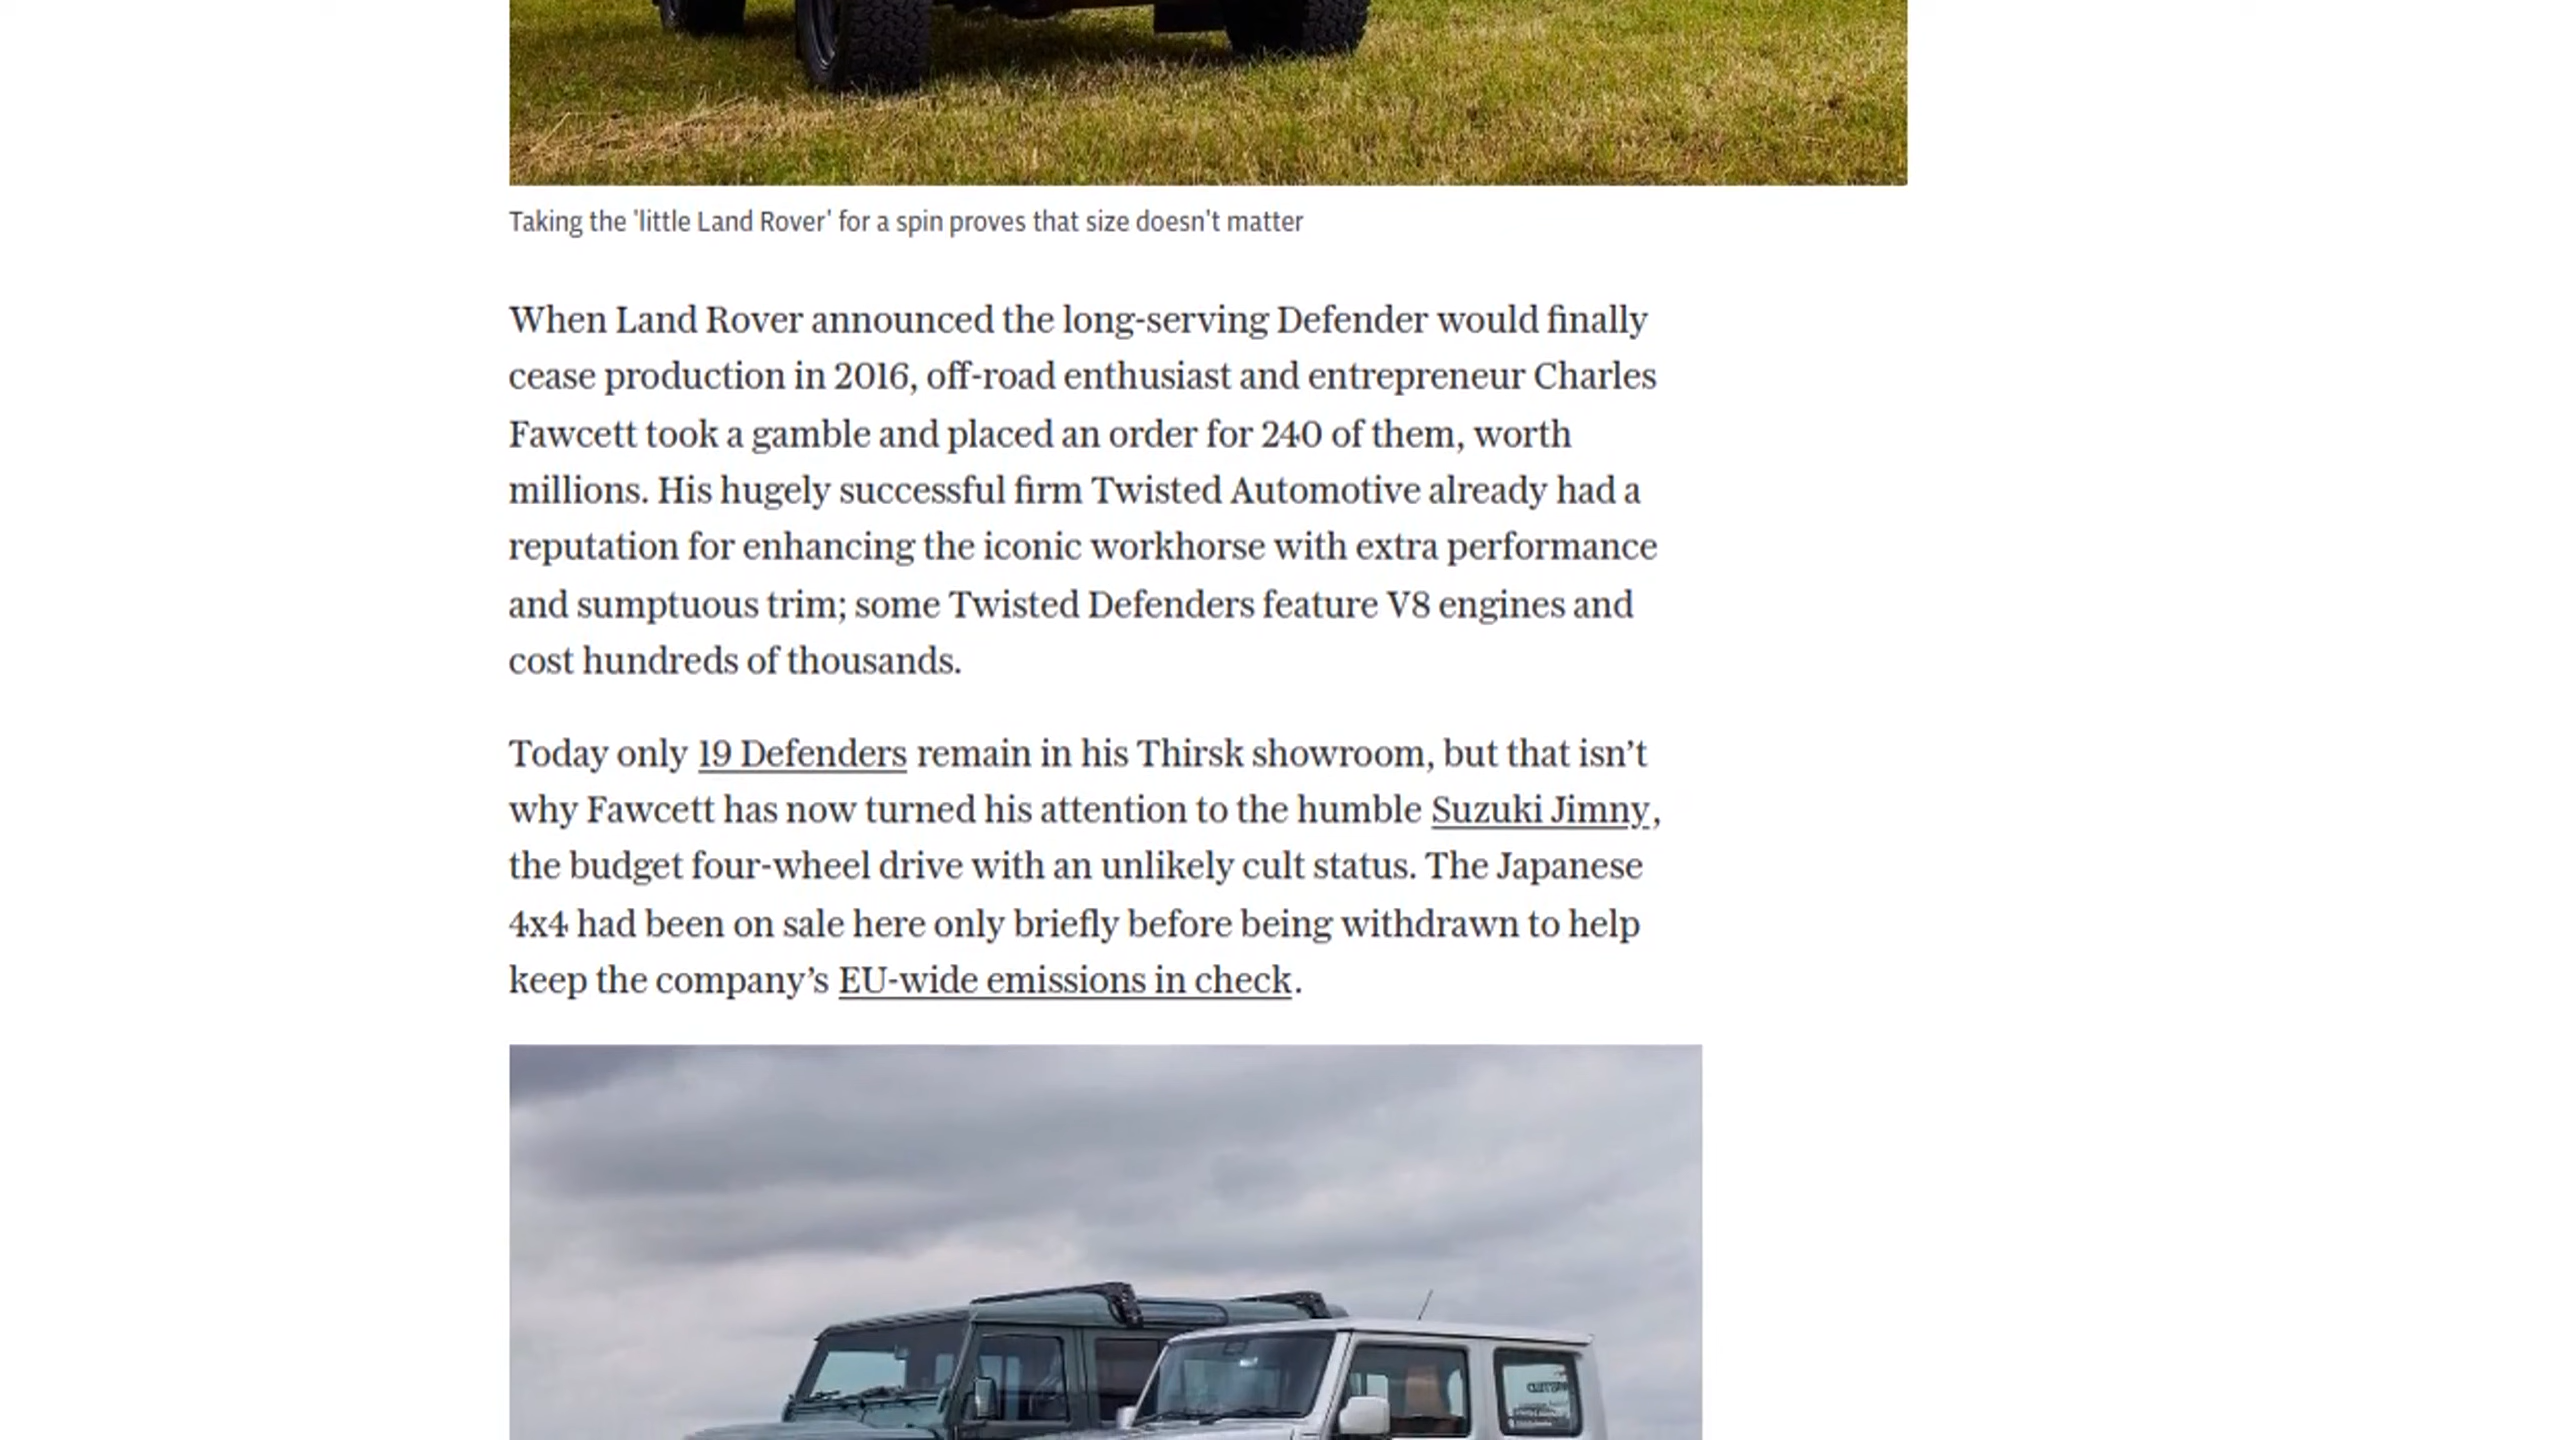 Taking the 'little Land Rover' for a spin proves that size doesn't matter
When Land Rover announced the long-serving Defender would finally
cease production in 2016, off-road enthusiast and entrepreneur Charles
Fawcett took a gamble and placed an order for 240 of them, worth
millions. His hugely successful firm Twisted Automotive already had a
reputation for enhancing the iconic workhorse with extra performance
and sumptuous trim; some Twisted Defenders feature V8 engines and
cost hundreds of thousands.
Today only 19 Defenders remain in his Thirsk showroom, but that isn’t
why Fawcett has now turned his attention to the humble Suzuki Jimny,
the budget four-wheel drive with an unlikely cult status. The Japanese
4x4 had been on sale here only briefly before being withdrawn to help
keep the company’s EU-wide emissions in check.